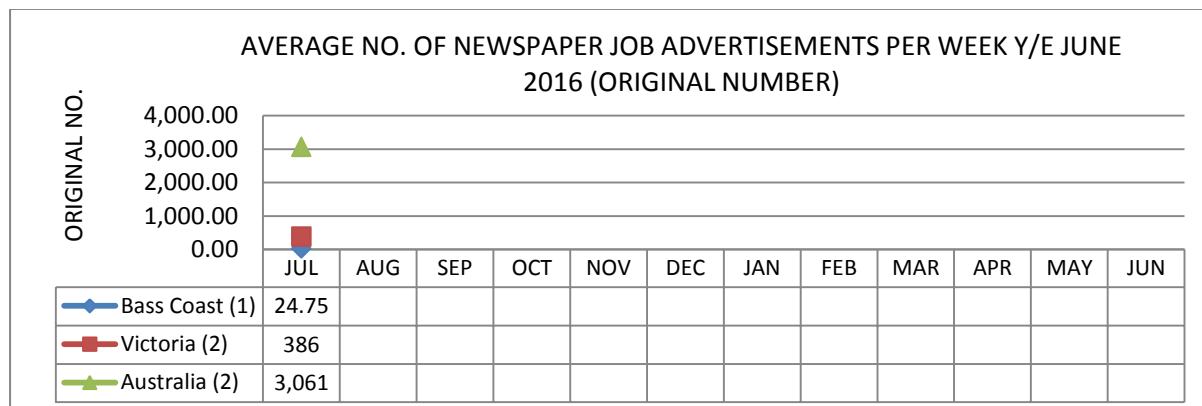 AVERAGE NO. OF NEWSPAPER JOB ADVERTISEMENTS PER WEEK Y/E JUNE
2016 (ORIGINAL NUMBER)
ORIGINAL NO.
4,000.00
3,000.00
2,000.00
1,000.00
0.00
JUL AUG SEP OCT NOV DEC JAN FEB MAR APR MAY JUN
Bass Coast (1) 24.75
Victoria (2) 386
Australia (2) 3,061